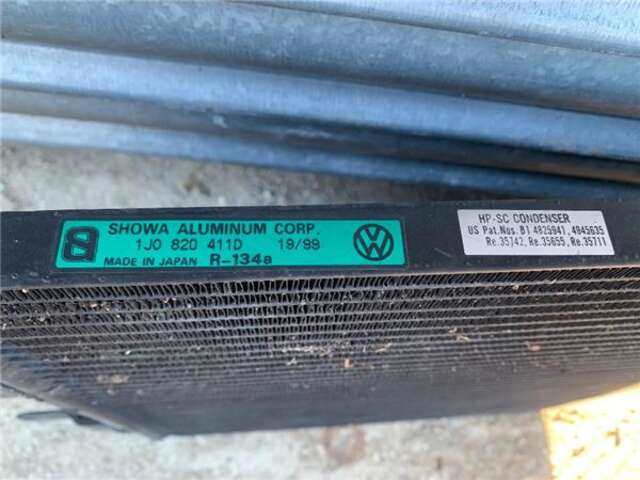 SHOWA ALUMINUM CORP.
1J0 820 411D 19/99
MADE IN JAPAN R-134a
HP-SC CONDENSER
US Pat.Nos. B1 4825941, 4945635
Re.35742, Re.35655, Re.35711